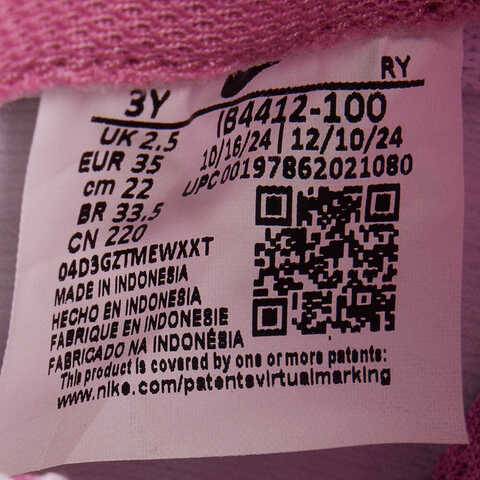 RY
3Y
IB4412-100
UK 2.5
10/16/24 | 12/10/24
EUR 35
UPC 00197862021080
cm 22
BR 33.5
CN 220
04D3GZTMEWXXT
MADE IN INDONESIA
HECHO EN INDONESIA
FABRIQUE EN INDONESIE
FABRICADO NA INDONÉSIA
This product is covered by one or more patents:
www.nike.com/patentsvirtualmarking